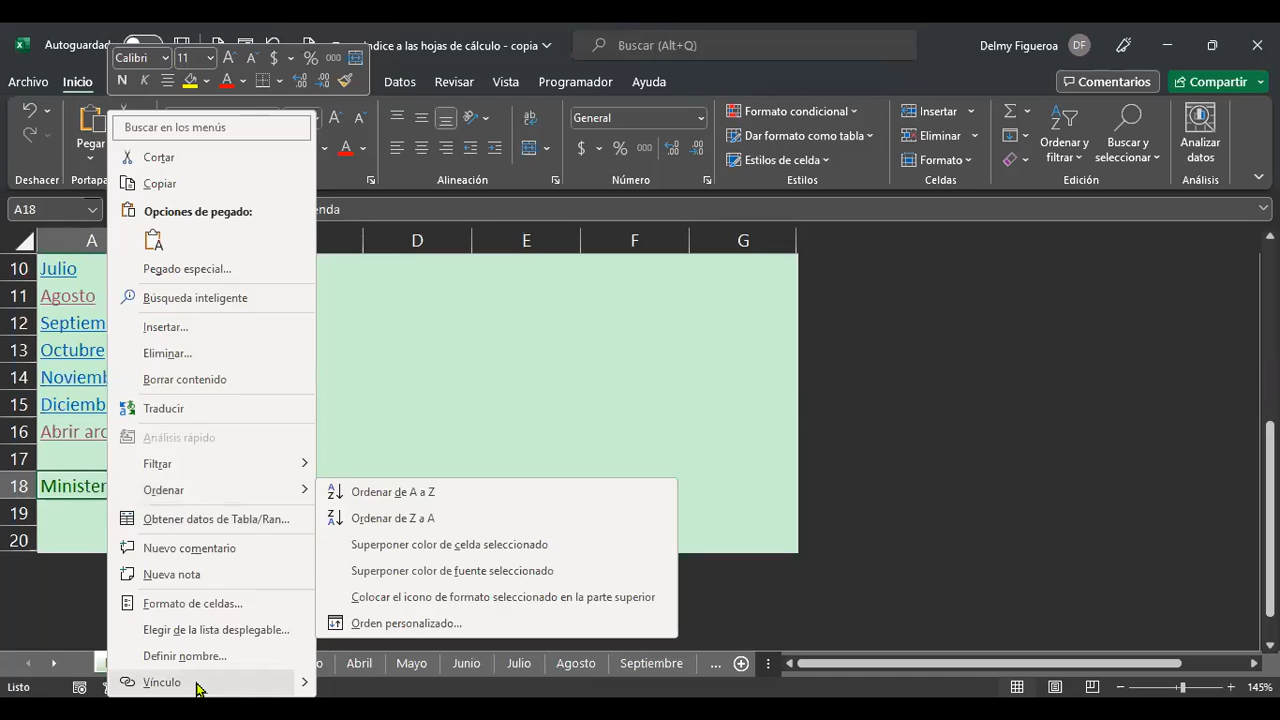 Autoguardad
ndice a las hojas de cálculo - copia
Buscar (Alt+Q)
Delmy Figueroa
DF
Calibri
11
$
%
000
N
K
A
Archivo
Inicio
Datos
Revisar
Vista
Programador
Ayuda
Comentarios
Compartir
Pegar
Deshacer
Portapa
Alineación
General
$
%
000
Número
Formato condicional
Dar formato como tabla
Estilos de celda
Estilos
Insertar
Eliminar
Formato
Celdas
Ordenar y filtrar
Buscar y seleccionar
Edición
Analizar datos
Análisis
A18
enda
A
D
E
F
G
10
Julio
11
Agosto
12
Septiem
13
Octubre
14
Noviemb
15
Diciemb
16
Abrir arc
17
18
Minister
19
20
Buscar en los menús
Cortar
Copiar
Opciones de pegado:
Pegado especial...
Búsqueda inteligente
Insertar...
Eliminar...
Borrar contenido
Traducir
Análisis rápido
Filtrar
Ordenar
Obtener datos de Tabla/Ran...
Nuevo comentario
Nueva nota
Formato de celdas...
Elegir de la lista desplegable...
Definir nombre...
Vínculo
Ordenar de A a Z
Ordenar de Z a A
Superponer color de celda seleccionado
Superponer color de fuente seleccionado
Colocar el icono de formato seleccionado en la parte superior
Orden personalizado...
o
Abril
Mayo
Junio
Julio
Agosto
Septiembre
...
Listo
145%